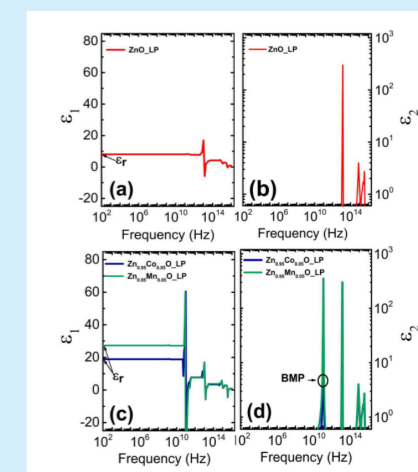 80
60
40
20
0
-20
ε₁
ZnO_LP
εr
(a)
10² 10⁶ 10¹⁰ 10¹⁴
Frequency (Hz)
ZnO_LP
(b)
10³
10²
10¹
10⁰
ε₂
10² 10⁶ 10¹⁰ 10¹⁴
Frequency (Hz)
Zn₀.₉₅Co₀.₀₅O_LP
Zn₀.₉₅Mn₀.₀₅O_LP
80
60
40
20
0
-20
ε₁
εr
(c)
10² 10⁶ 10¹⁰ 10¹⁴
Frequency (Hz)
Zn₀.₉₅Co₀.₀₅O_LP
Zn₀.₉₅Mn₀.₀₅O_LP
BMP
(d)
10³
10²
10¹
10⁰
ε₂
10² 10⁶ 10¹⁰ 10¹⁴
Frequency (Hz)